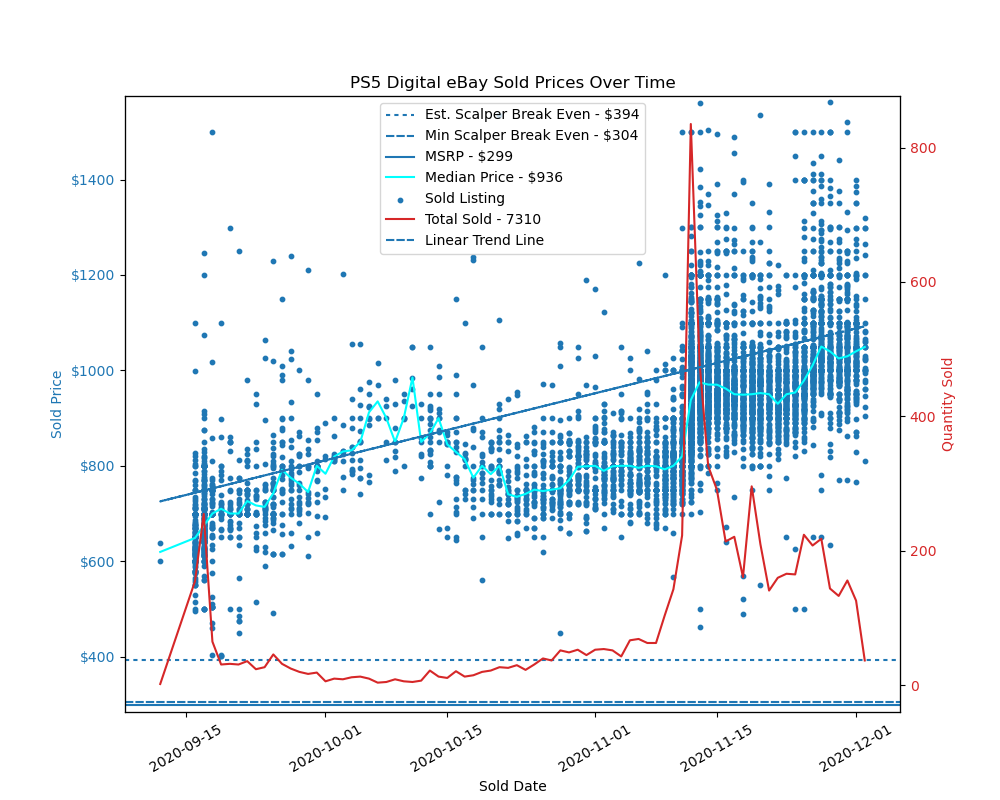 PS5 Digital eBay Sold Prices Over Time
Est. Scalper Break Even - $394
Min Scalper Break Even - $304
MSRP - $299
Median Price - $936
Sold Listing
Total Sold - 7310
Linear Trend Line
$1400
$1200
$1000
$800
$600
$400
Sold Price
800
600
400
200
0
Quantity Sold
2020-09-15
2020-10-01
2020-10-15
2020-11-01
2020-11-15
2020-12-01
Sold Date